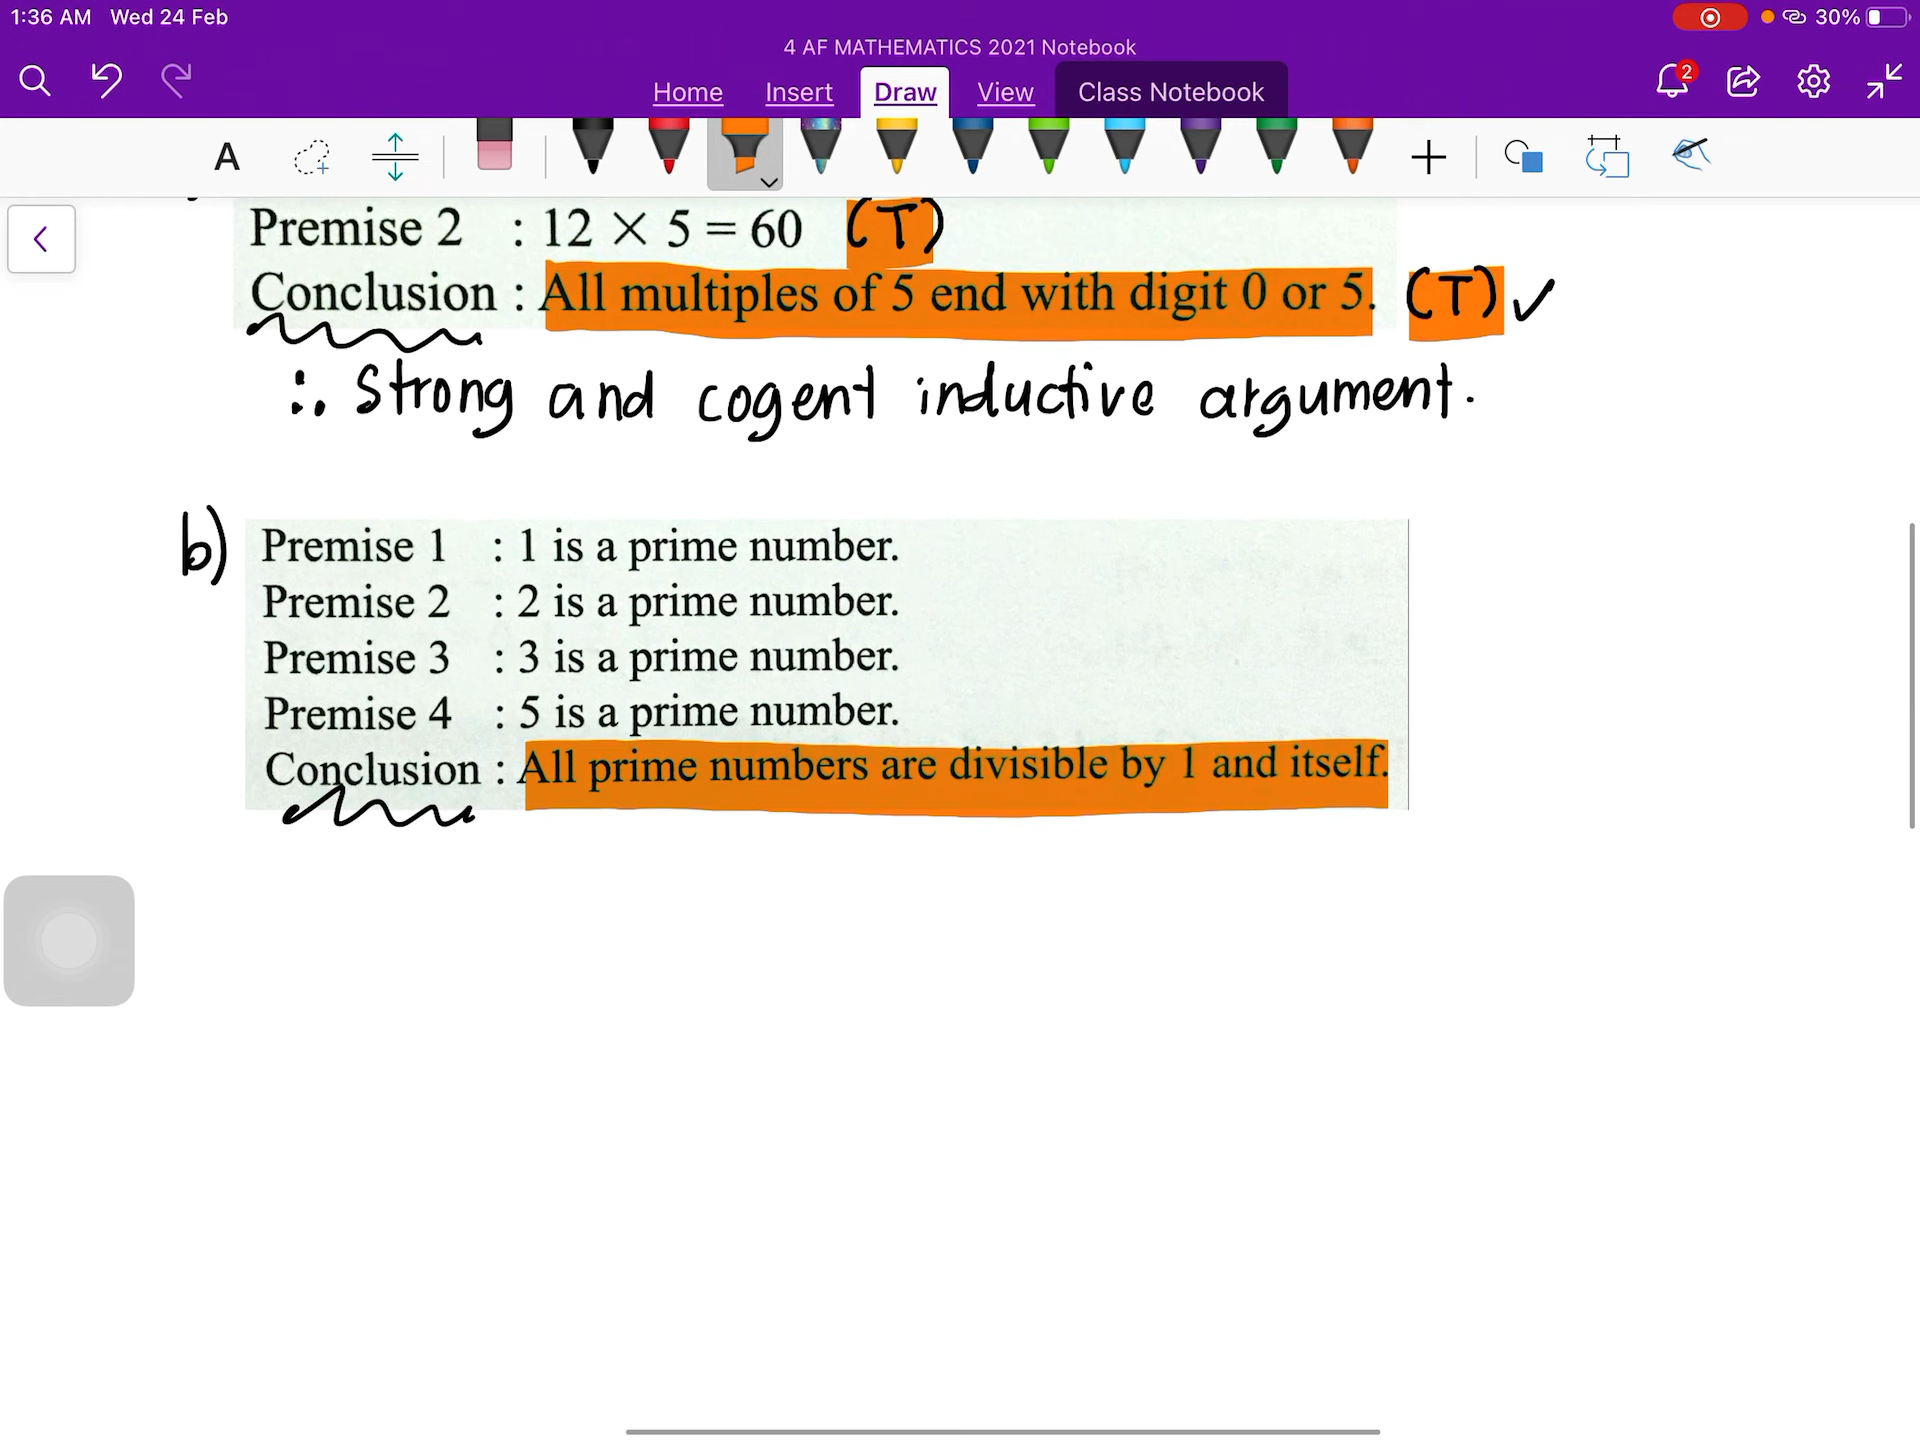 1:36 AM Wed 24 Feb
30%
4 AF MATHEMATICS 2021 Notebook
Home Insert Draw View Class Notebook
2
A
Premise 2 : 12 × 5 = 60 (T)
Conclusion : All multiples of 5 end with digit 0 or 5. (T) ✓
∴ Strong and cogent inductive argument.
b) Premise 1 : 1 is a prime number.
Premise 2 : 2 is a prime number.
Premise 3 : 3 is a prime number.
Premise 4 : 5 is a prime number.
Conclusion : All prime numbers are divisible by 1 and itself.